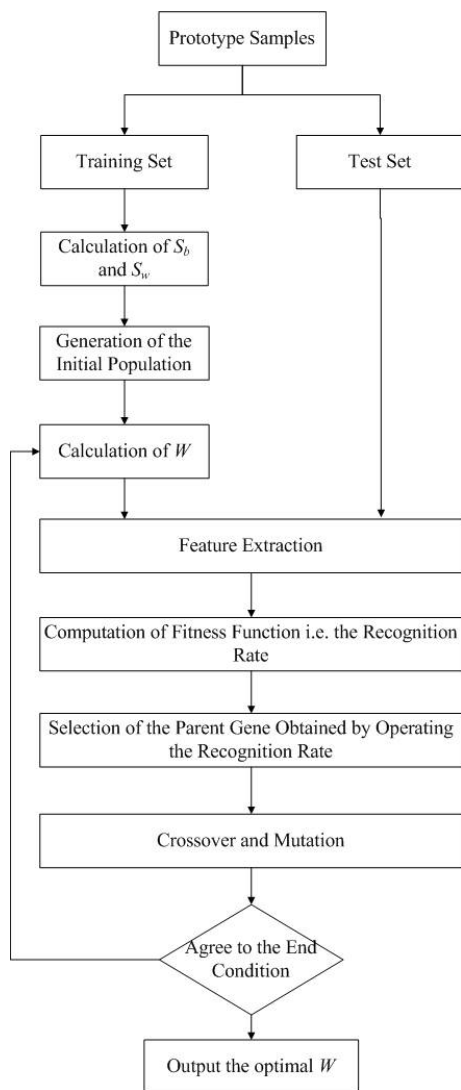 Prototype Samples
Training Set
Test Set
Calculation of S_b
and S_w
Generation of the
Initial Population
Calculation of W
Feature Extraction
Computation of Fitness Function i.e. the Recognition
Rate
Selection of the Parent Gene Obtained by Operating
the Recognition Rate
Crossover and Mutation
Agree to the End
Condition
Output the optimal W